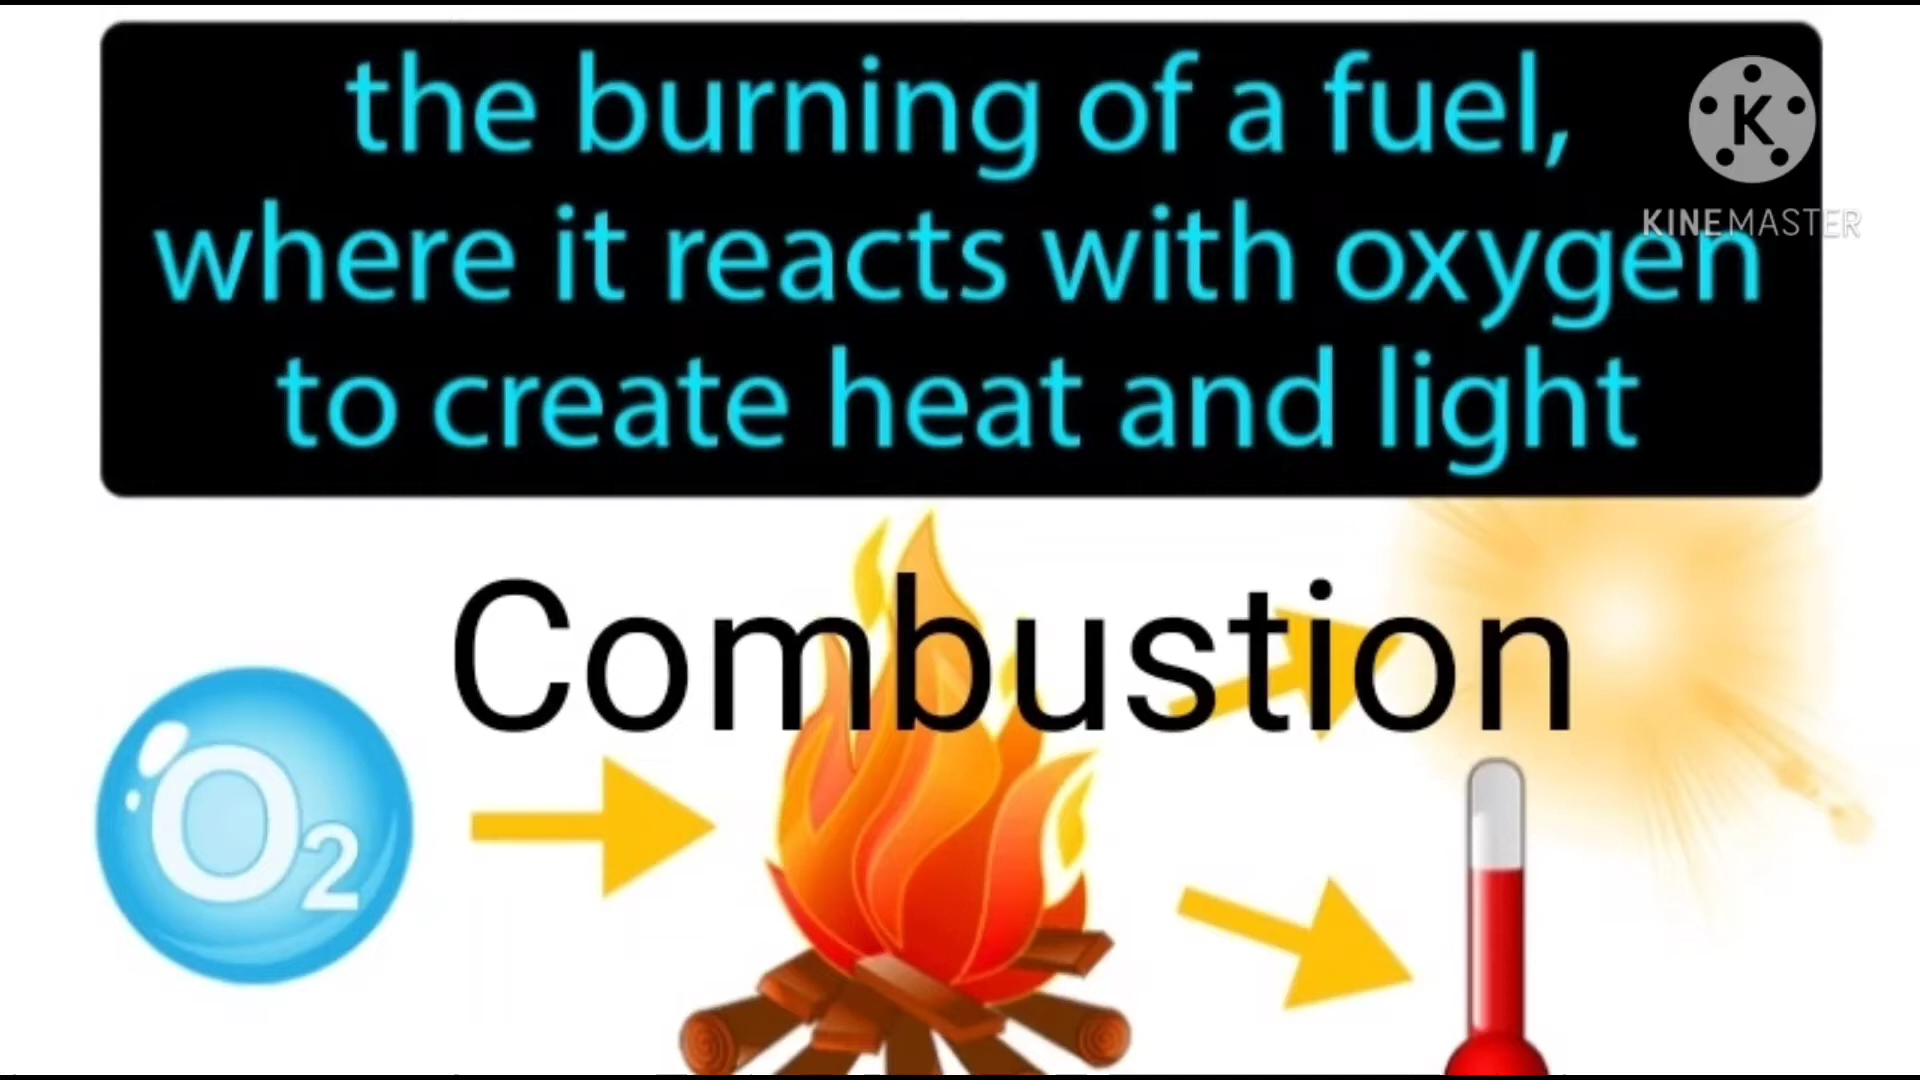 the burning of a fuel,
where it reacts with oxygen
to create heat and light
K
KINEMASTER
Combustion
O2